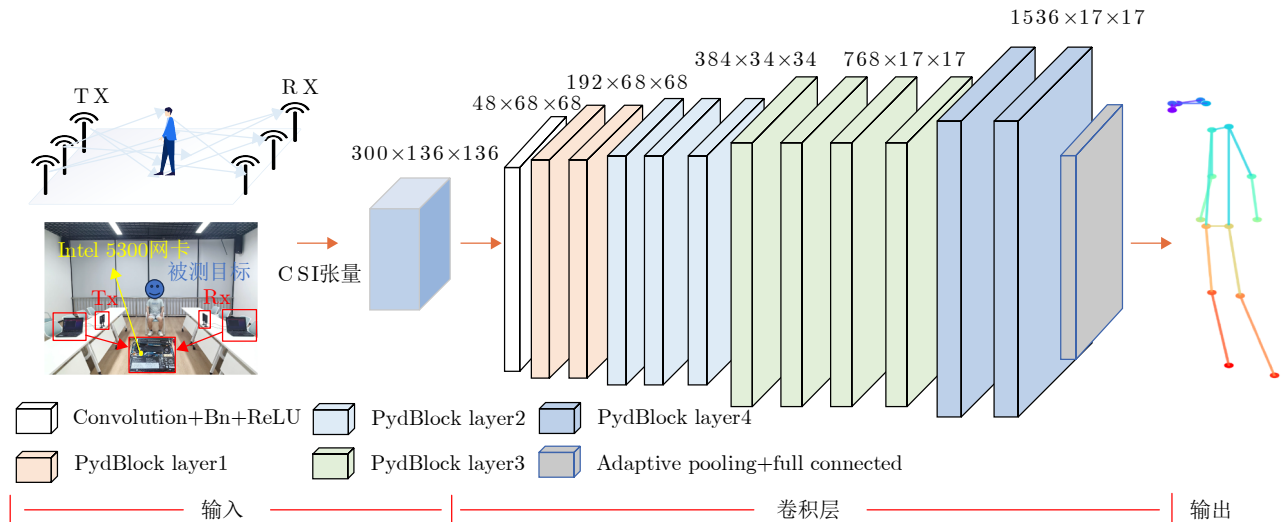 1536×17×17
384×34×34
768×17×17
192×68×68
48×68×68
300×136×136
T X
R X
Intel 5300网卡
被测目标
Tx
Rx
C SI张量
Convolution+Bn+ReLU
PydBlock layer2
PydBlock layer4
PydBlock layer1
PydBlock layer3
Adaptive pooling+full connected
输入
卷积层
输出